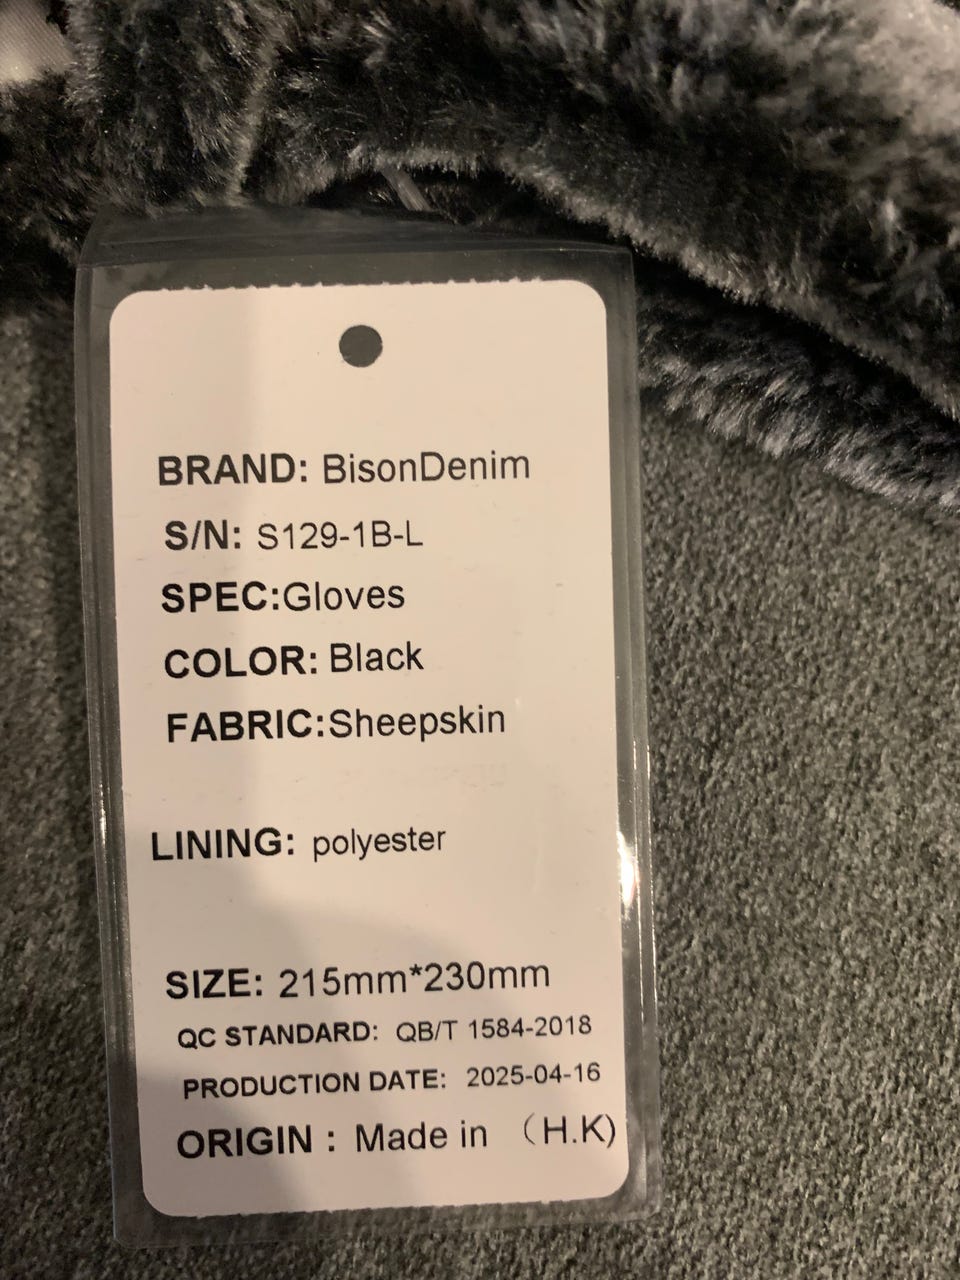 BRAND: BisonDenim
S/N: S129-1B-L
SPEC:Gloves
COLOR: Black
FABRIC:Sheepskin
LINING: polyester
SIZE: 215mm*230mm
QC STANDARD: QB/T 1584-2018
PRODUCTION DATE: 2025-04-16
ORIGIN : Made in （H.K)